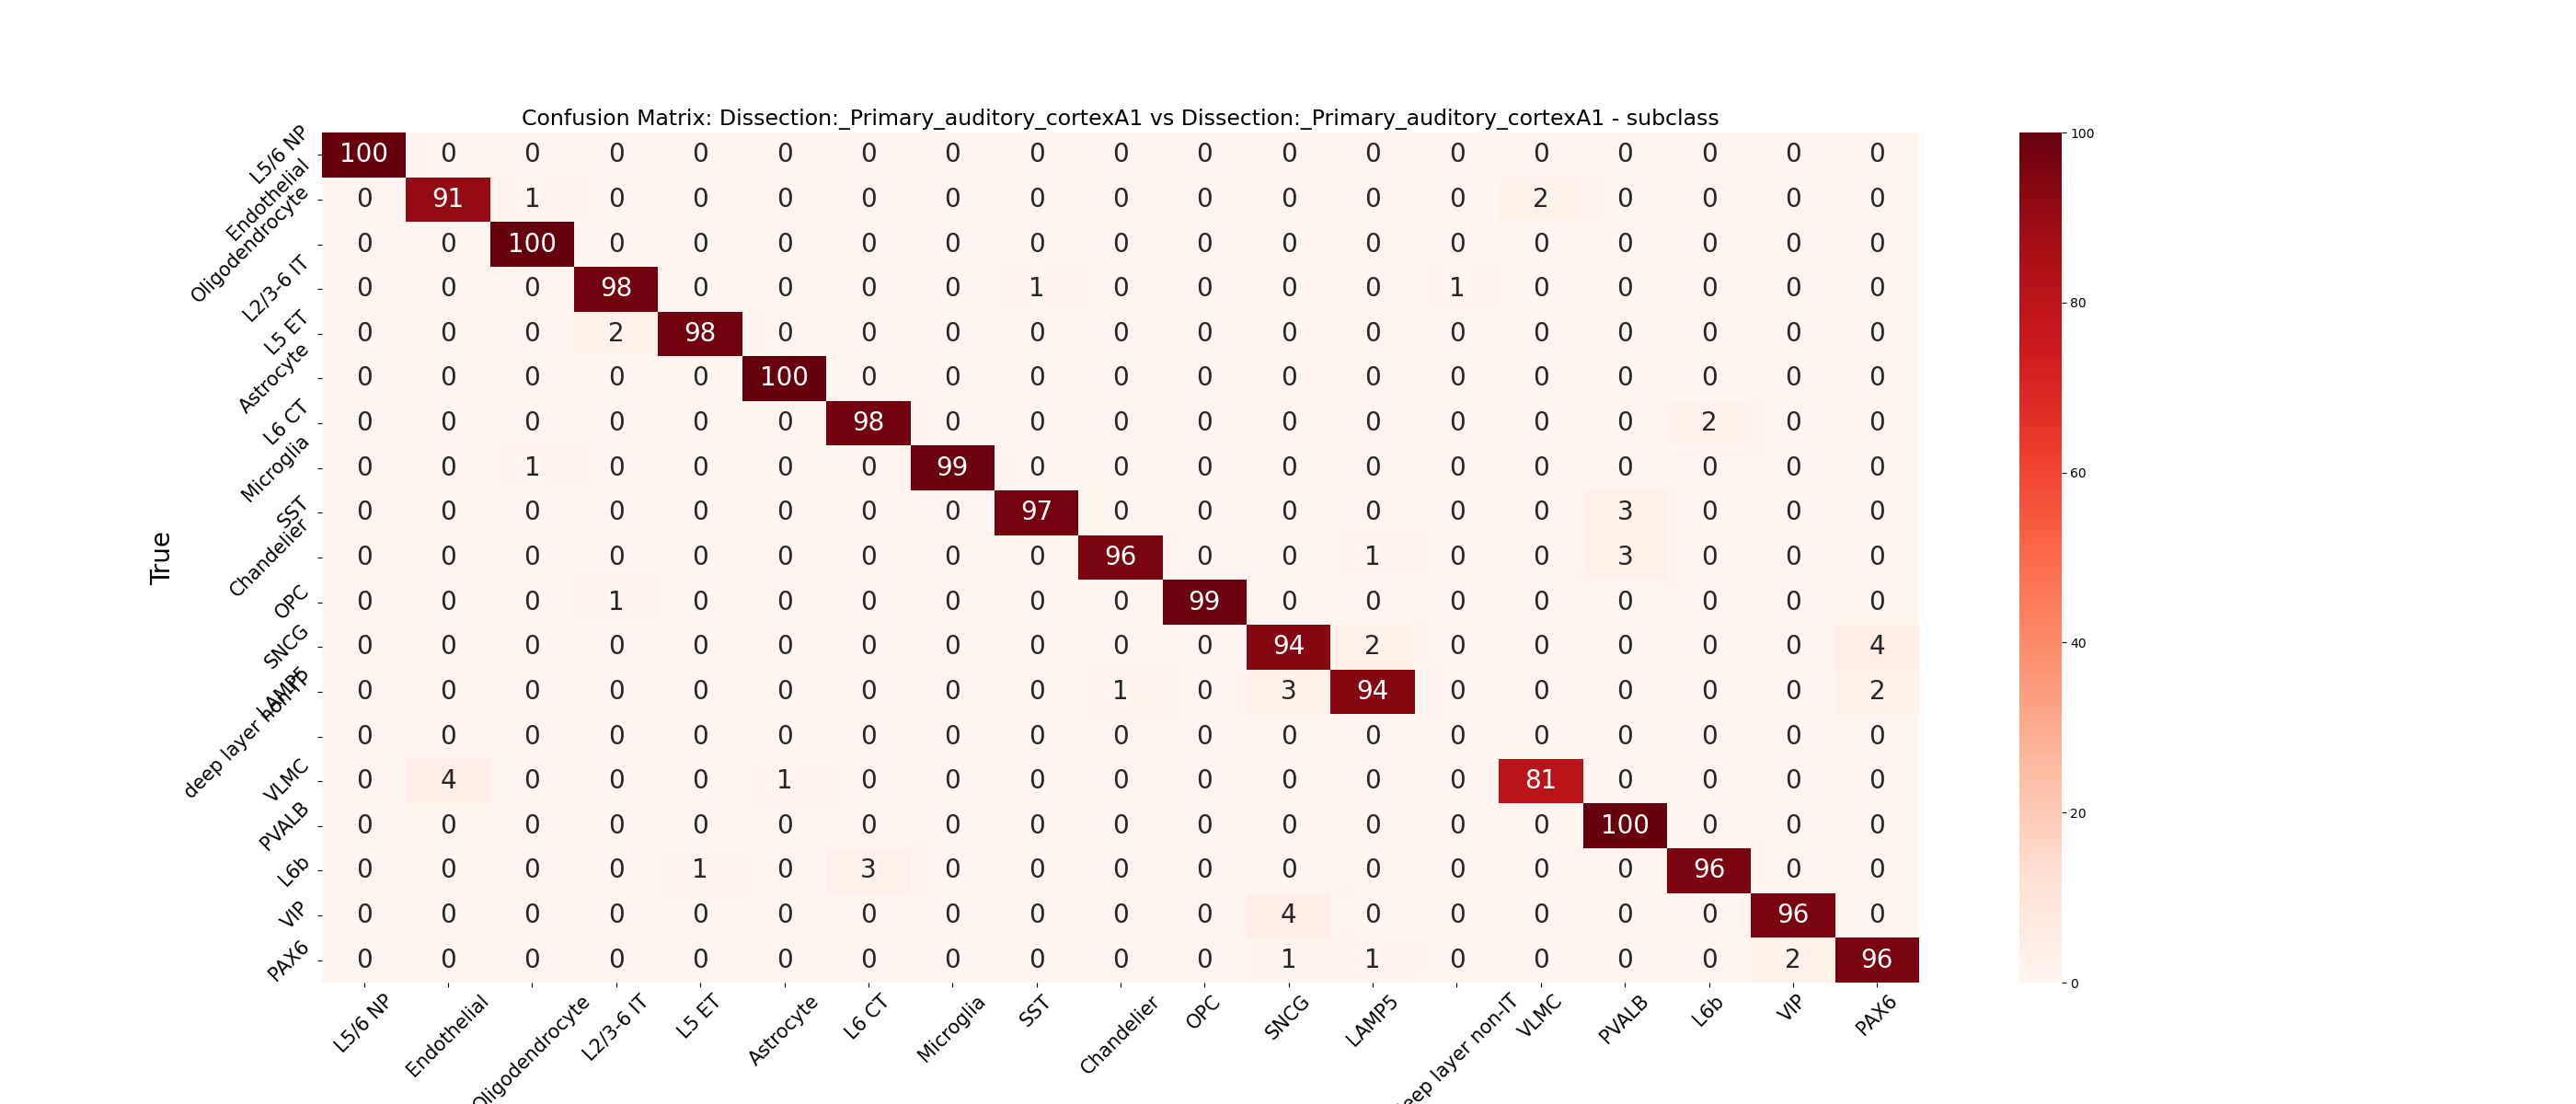 Confusion Matrix: Dissection:_Primary_auditory_cortexA1 vs Dissection:_Primary_auditory_cortexA1 - subclass
L5/6 NP 100 0 0 0 0 0 0 0 0 0 0 0 0 0 0 0 0 0 0
Endothelial 0 91 1 0 0 0 0 0 0 0 0 0 0 0 2 0 0 0 0
Oligodendrocyte 0 0 100 0 0 0 0 0 0 0 0 0 0 0 0 0 0 0 0
L2/3-6 IT 0 0 0 98 0 0 0 0 1 0 0 0 0 1 0 0 0 0 0
L5 ET 0 0 0 2 98 0 0 0 0 0 0 0 0 0 0 0 0 0 0
Astrocyte 0 0 0 0 0 100 0 0 0 0 0 0 0 0 0 0 0 0 0
L6 CT 0 0 0 0 0 0 98 0 0 0 0 0 0 0 0 0 2 0 0
Microglia 0 0 1 0 0 0 0 99 0 0 0 0 0 0 0 0 0 0 0
SST 0 0 0 0 0 0 0 0 97 0 0 0 0 0 0 3 0 0 0
Chandelier 0 0 0 0 0 0 0 0 0 96 0 0 1 0 0 3 0 0 0
OPC 0 0 0 1 0 0 0 0 0 0 99 0 0 0 0 0 0 0 0
SNCG 0 0 0 0 0 0 0 0 0 0 0 94 2 0 0 0 0 0 4
LAMP5 0 0 0 0 0 0 0 0 0 1 0 3 94 0 0 0 0 0 2
deep layer non-IT 0 0 0 0 0 0 0 0 0 0 0 0 0 0 0 0 0 0 0
VLMC 0 4 0 0 0 1 0 0 0 0 0 0 0 0 81 0 0 0 0
PVALB 0 0 0 0 0 0 0 0 0 0 0 0 0 0 0 100 0 0 0
L6b 0 0 0 0 1 0 3 0 0 0 0 0 0 0 0 0 96 0 0
VIP 0 0 0 0 0 0 0 0 0 0 0 4 0 0 0 0 0 96 0
PAX6 0 0 0 0 0 0 0 0 0 0 0 1 1 0 0 0 0 2 96
True
L5/6 NP Endothelial Oligodendrocyte L2/3-6 IT L5 ET Astrocyte L6 CT Microglia SST Chandelier OPC SNCG LAMP5 layer non-IT VLMC PVALB L6b VIP PAX6
100
80
60
40
20
0